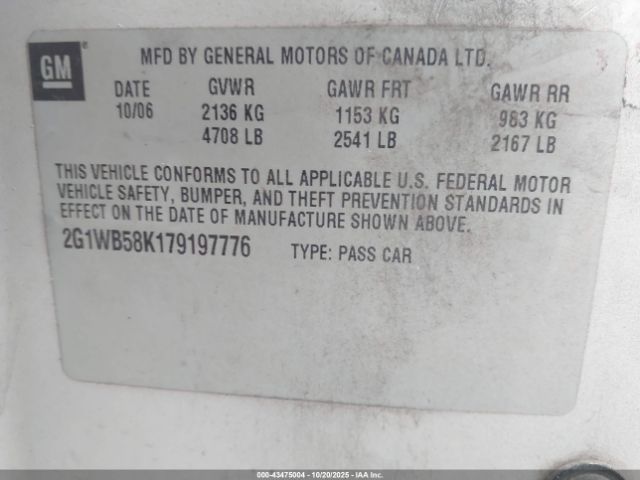 GM
MFD BY GENERAL MOTORS OF CANADA LTD.
DATE GVWR GAWR FRT GAWR RR
10/06 2136 KG 1153 KG 983 KG
4708 LB 2541 LB 2167 LB
THIS VEHICLE CONFORMS TO ALL APPLICABLE U.S. FEDERAL MOTOR
VEHICLE SAFETY, BUMPER, AND THEFT PREVENTION STANDARDS IN
EFFECT ON THE DATE OF MANUFACTURE SHOWN ABOVE.
2G1WB58K179197776 TYPE: PASS CAR
000-43475004 - 10/20/2025 - IAA Inc.